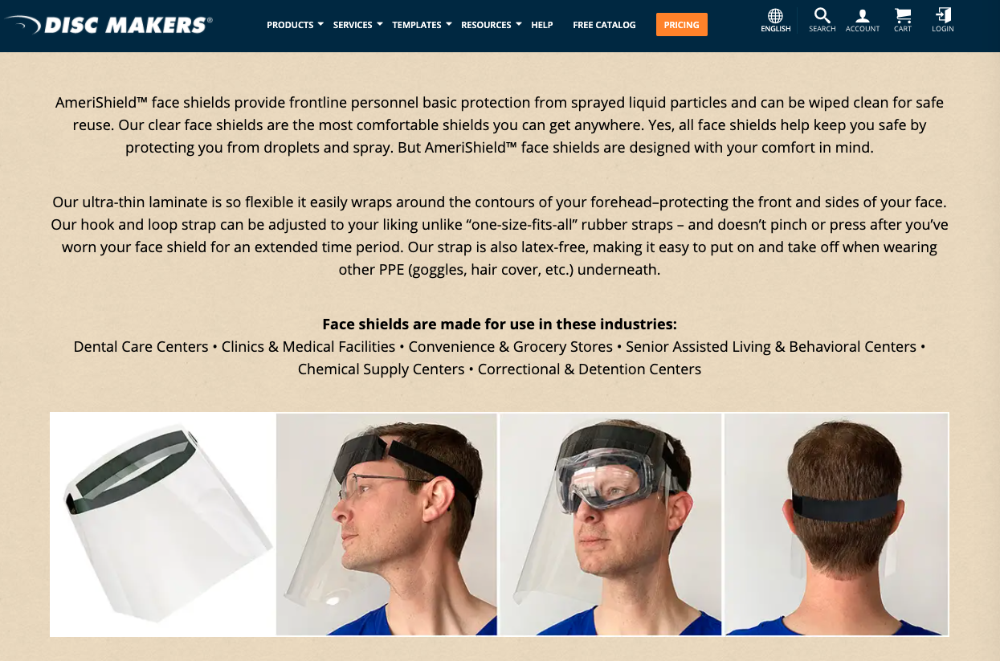 DISC MAKERS®
PRODUCTS
SERVICES
TEMPLATES
RESOURCES
HELP
FREE CATALOG
PRICING
ENGLISH
SEARCH
ACCOUNT
CART
LOGIN
AmeriShield™ face shields provide frontline personnel basic protection from sprayed liquid particles and can be wiped clean for safe
reuse. Our clear face shields are the most comfortable shields you can get anywhere. Yes, all face shields help keep you safe by
protecting you from droplets and spray. But AmeriShield™ face shields are designed with your comfort in mind.
Our ultra-thin laminate is so flexible it easily wraps around the contours of your forehead–protecting the front and sides of your face.
Our hook and loop strap can be adjusted to your liking unlike “one-size-fits-all” rubber straps – and doesn’t pinch or press after you’ve
worn your face shield for an extended time period. Our strap is also latex-free, making it easy to put on and take off when wearing
other PPE (goggles, hair cover, etc.) underneath.
Face shields are made for use in these industries:
Dental Care Centers • Clinics & Medical Facilities • Convenience & Grocery Stores • Senior Assisted Living & Behavioral Centers •
Chemical Supply Centers • Correctional & Detention Centers